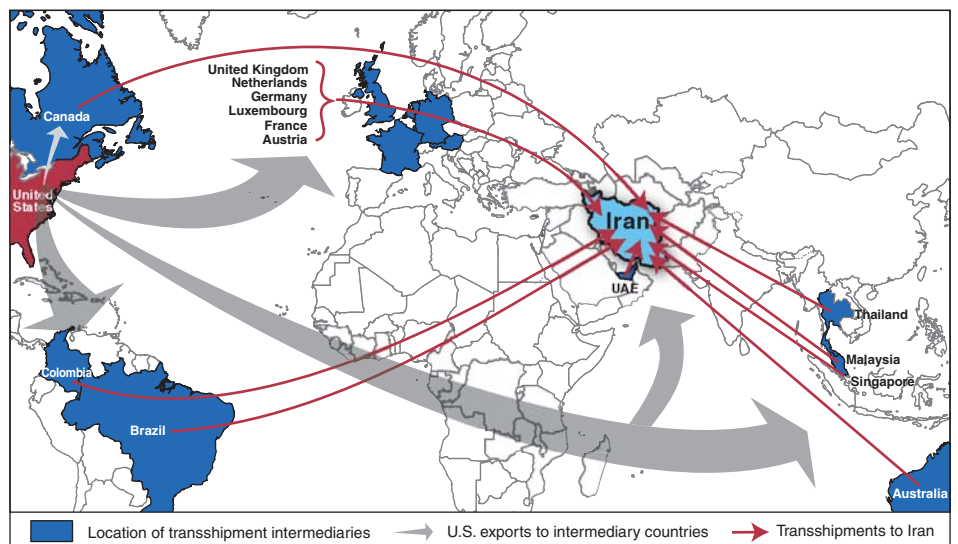 Canada
United
States
United Kingdom
Netherlands
Germany
Luxembourg
France
Austria
Iran
UAE
Thailand
Malaysia
Singapore
Colombia
Brazil
Australia
Location of transshipment intermediaries
U.S. exports to intermediary countries
Transshipments to Iran